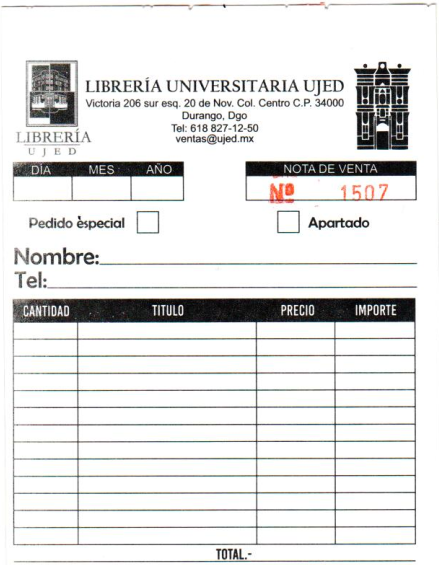 LIBRERÍA UNIVERSITARIA UJED
Victoria 206 sur esq. 20 de Nov. Col. Centro C.P. 34000
Durango, Dgo
Tel: 618 827-12-50
ventas@ujed.mx
LIBRERÍA
UJED
DÍA MES AÑO
NOTA DE VENTA
Nº 1507
Pedido especial
Apartado
Nombre:
Tel:
CANTIDAD TITULO PRECIO IMPORTE
TOTAL.-